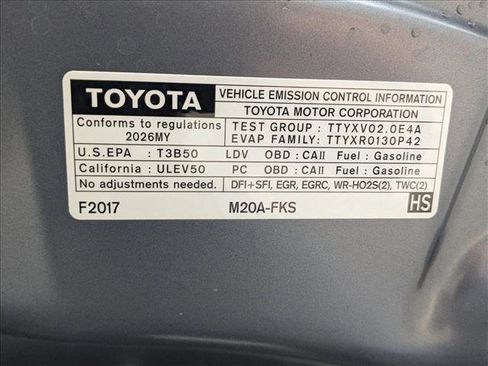 TOYOTA
VEHICLE EMISSION CONTROL INFORMATION
TOYOTA MOTOR CORPORATION
Conforms to regulations
2026MY
TEST GROUP : TTYXV02.0E4A
EVAP FAMILY: TTYXR0130P42
U.S.EPA : T3B50 LDV OBD : CAII Fuel : Gasoline
California : ULEV50 PC OBD : CAII Fuel : Gasoline
No adjustments needed. DFI+SFI, EGR, EGRC, WR-HO2S(2), TWC(2)
F2017 M20A-FKS HS